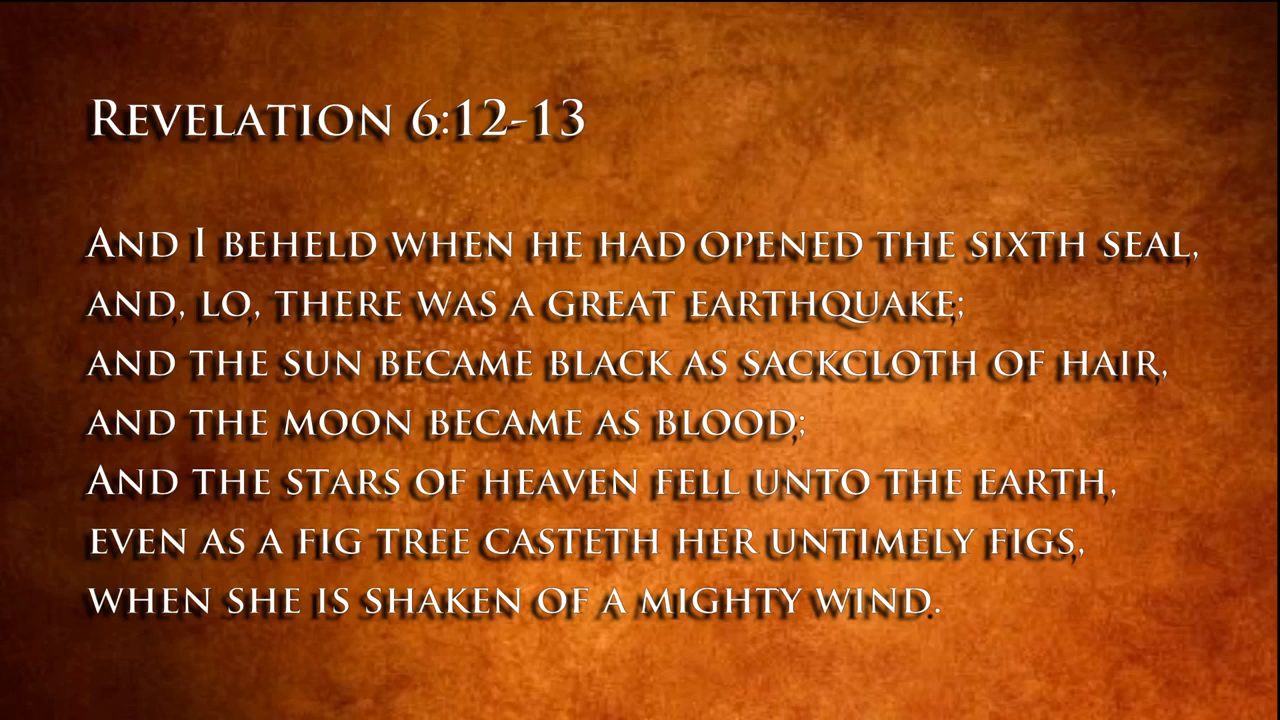 Revelation 6:12-13
And I beheld when he had opened the sixth seal,
and, lo, there was a great earthquake;
and the sun became black as sackcloth of hair,
and the moon became as blood;
And the stars of heaven fell unto the earth,
even as a fig tree casteth her untimely figs,
when she is shaken of a mighty wind.